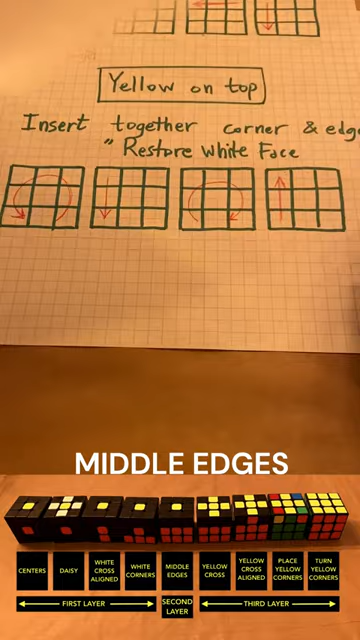 Yellow on top
Insert together corner & edge
" Restore white Face
MIDDLE EDGES
CENTERS
DAISY
WHITE CROSS ALIGNED
WHITE CORNERS
MIDDLE EDGES
YELLOW CROSS
YELLOW CROSS ALIGNED
PLACE YELLOW CORNERS
TURN YELLOW CORNERS
FIRST LAYER
SECOND LAYER
THIRD LAYER